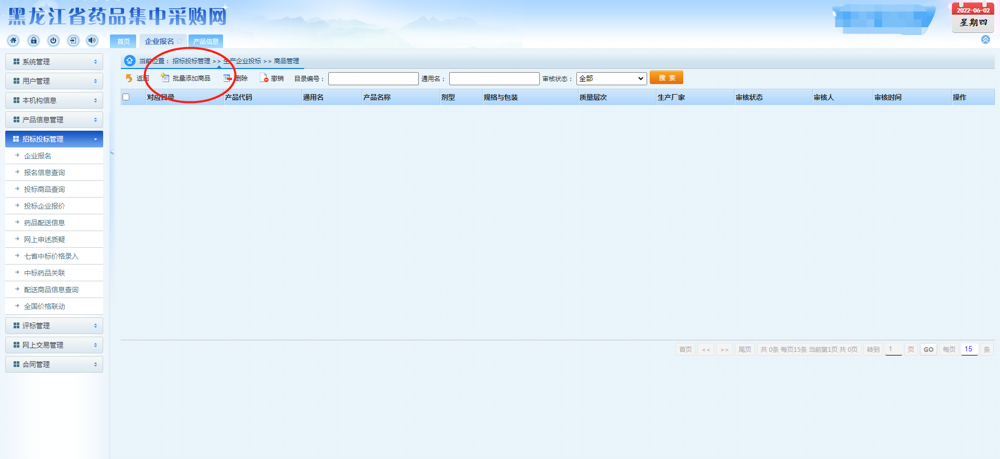 黑龙江省药品集中采购网
2022-06-02
星期四
首页 企业报名 产品信息
当前位置： 招标投标管理 >> 生产企业投标 >> 商品管理
返回 批量添加商品 删除 撤销 目录编号： 通用名： 审核状态： 全部 搜 索
对应目录 产品代码 通用名 产品名称 剂型 规格与包装 质量层次 生产厂家 审核状态 审核人 审核时间 操作
系统管理
用户管理
本机构信息
产品信息管理
招标投标管理
企业报名
报名信息查询
投标商品查询
投标企业报价
药品配送信息
网上申述质疑
七省中标价格录入
中标药品关联
配送商品信息查询
全国价格联动
评标管理
网上交易管理
合同管理
首页 << >> 尾页 共 0条 每页15条 当前第1页 共 0页 转到 1 页 GO 每页 15 条